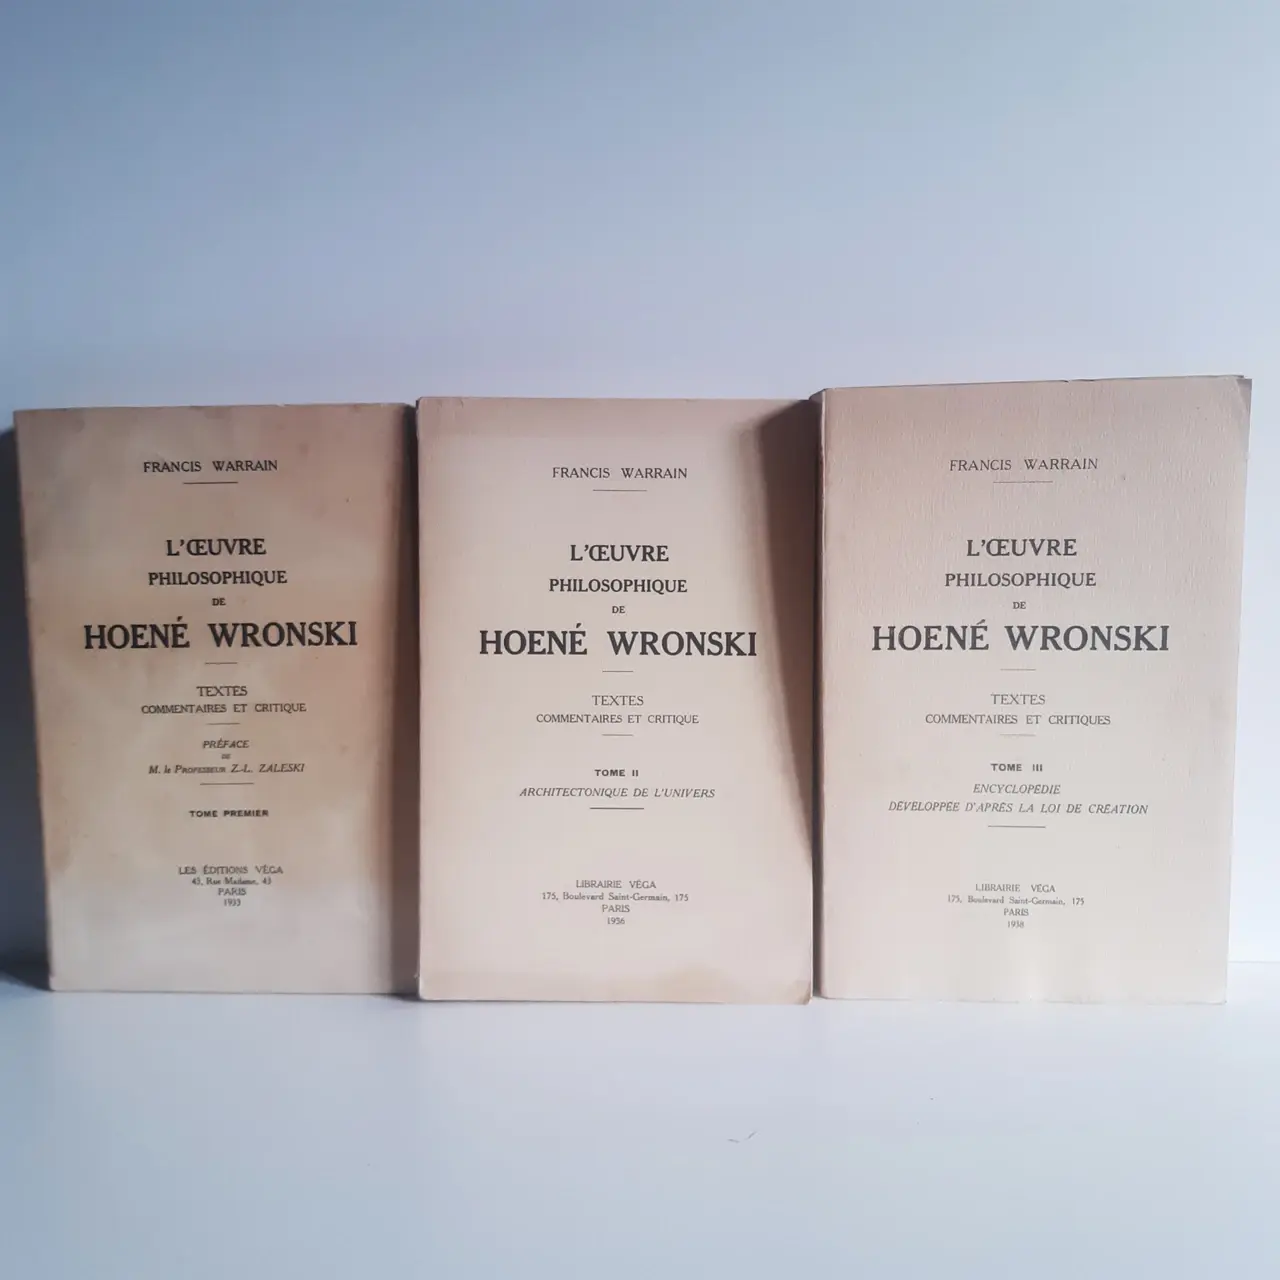 FRANCIS WARRAIN
L'ŒUVRE
PHILOSOPHIQUE
DE
HOENÉ WRONSKI
TEXTES
COMMENTAIRES ET CRITIQUE
PRÉFACE
DE
M. le Professeur Z.-L. ZALESKI
TOME PREMIER
LES ÉDITIONS VÉGA
43, Rue Madame, 43
PARIS
1933
FRANCIS WARRAIN
L'ŒUVRE
PHILOSOPHIQUE
DE
HOENÉ WRONSKI
TEXTES
COMMENTAIRES ET CRITIQUE
TOME II
ARCHITECTONIQUE DE L'UNIVERS
LIBRAIRIE VÉGA
175, Boulevard Saint-Germain, 175
PARIS
1936
FRANCIS WARRAIN
L'ŒUVRE
PHILOSOPHIQUE
DE
HOENÉ WRONSKI
TEXTES
COMMENTAIRES ET CRITIQUES
TOME III
ENCYCLOPÉDIE
DÉVELOPPÉE D'APRÈS LA LOI DE CRÉATION
LIBRAIRIE VÉGA
175, Boulevard Saint-Germain, 175
PARIS
1938